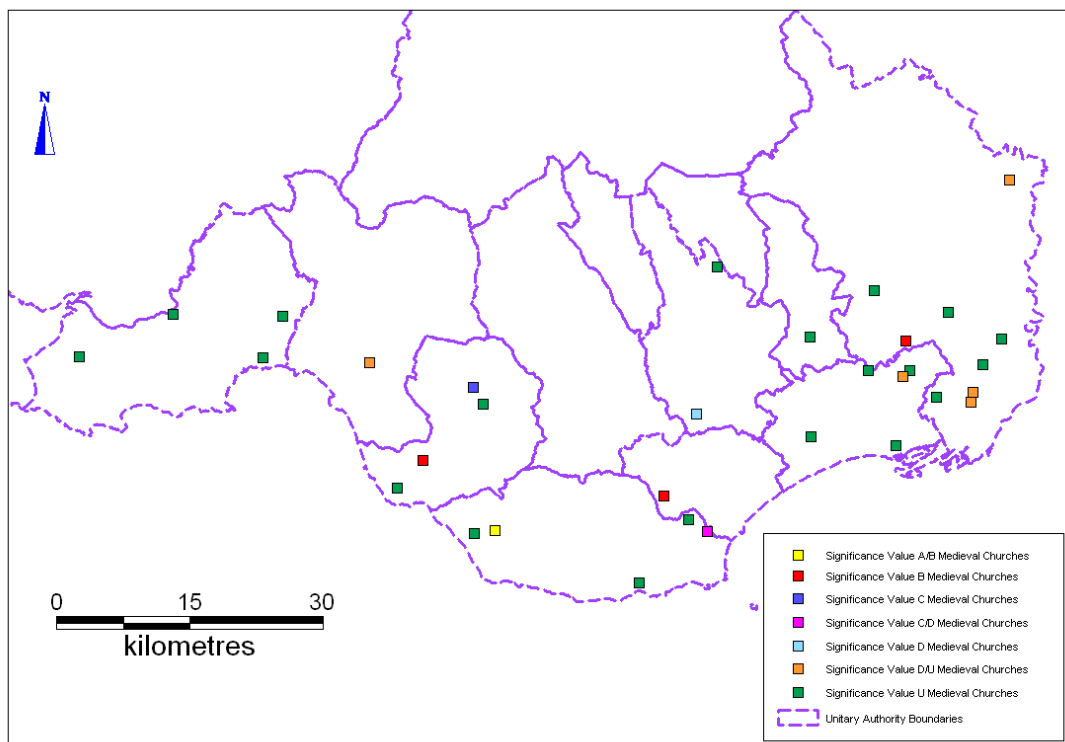 N
0 15 30
kilometres
Significance Value A/B Medieval Churches
Significance Value B Medieval Churches
Significance Value C Medieval Churches
Significance Value C/D Medieval Churches
Significance Value D Medieval Churches
Significance Value D/U Medieval Churches
Significance Value U Medieval Churches
Unitary Authority Boundaries